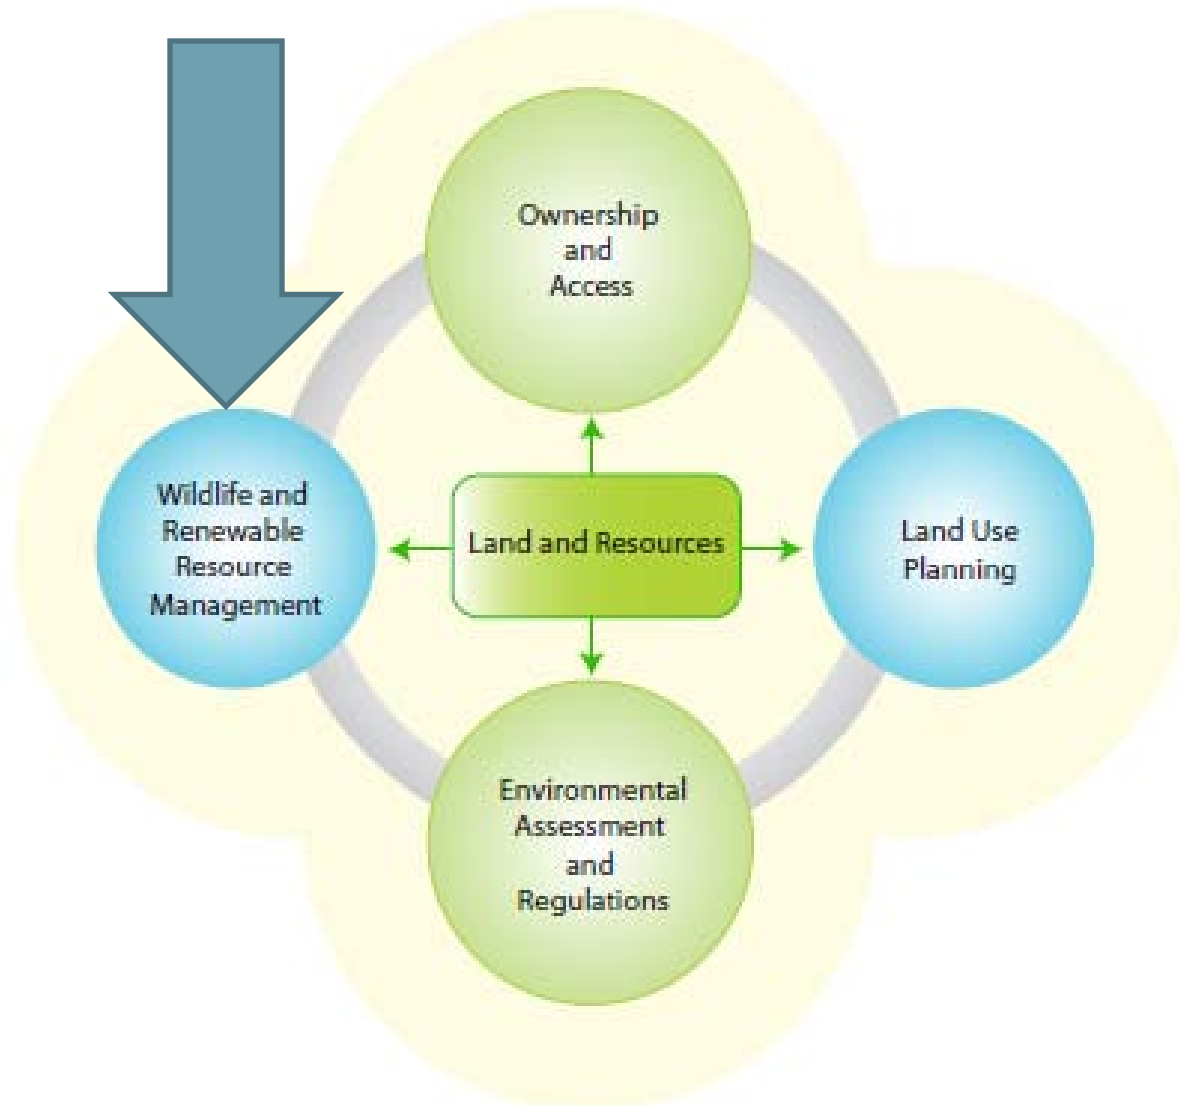 Ownership
and
Access
Wildlife and
Renewable
Resource
Management
Land and Resources
Land Use
Planning
Environmental
Assessment
and
Regulations